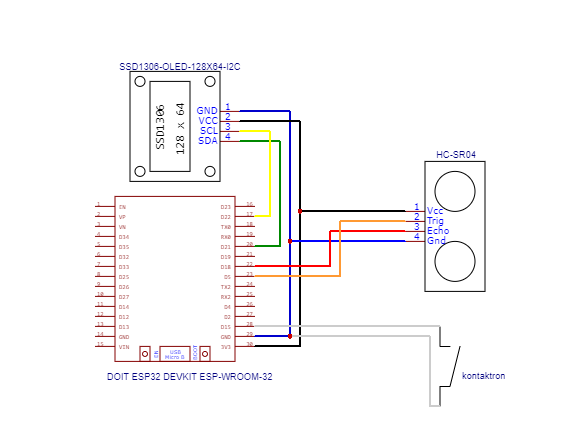 SSD1306-OLED-128X64-I2C
SSD1306
128 x 64
GND 1
VCC 2
SCL 3
SDA 4
HC-SR04
1 Vcc
2 Trig
3 Echo
4 Gnd
1 EN D23 16
2 VP D22 17
3 VN TX0 18
4 D34 RX0 19
5 D35 D21 20
6 D32 D19 21
7 D33 D18 22
8 D25 D5 23
9 D26 TX2 24
10 D27 RX2 25
11 D14 D4 26
12 D12 D2 27
13 D13 D15 28
14 GND GND 29
15 VIN 3V3 30
EN
USB
Micro B
BOOT
DOIT ESP32 DEVKIT ESP-WROOM-32
kontaktron